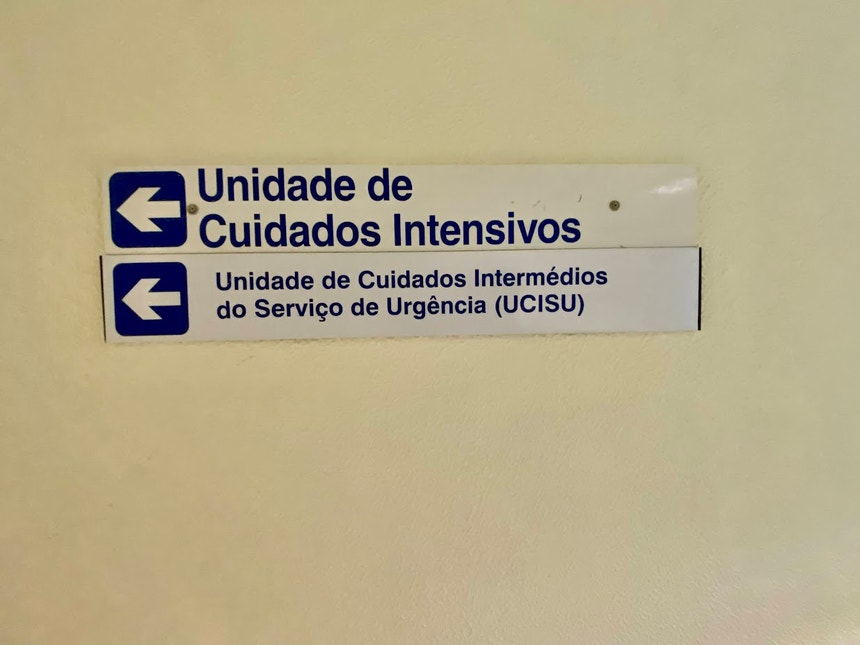 Unidade de
Cuidados Intensivos
Unidade de Cuidados Intermédios
do Serviço de Urgência (UCISU)